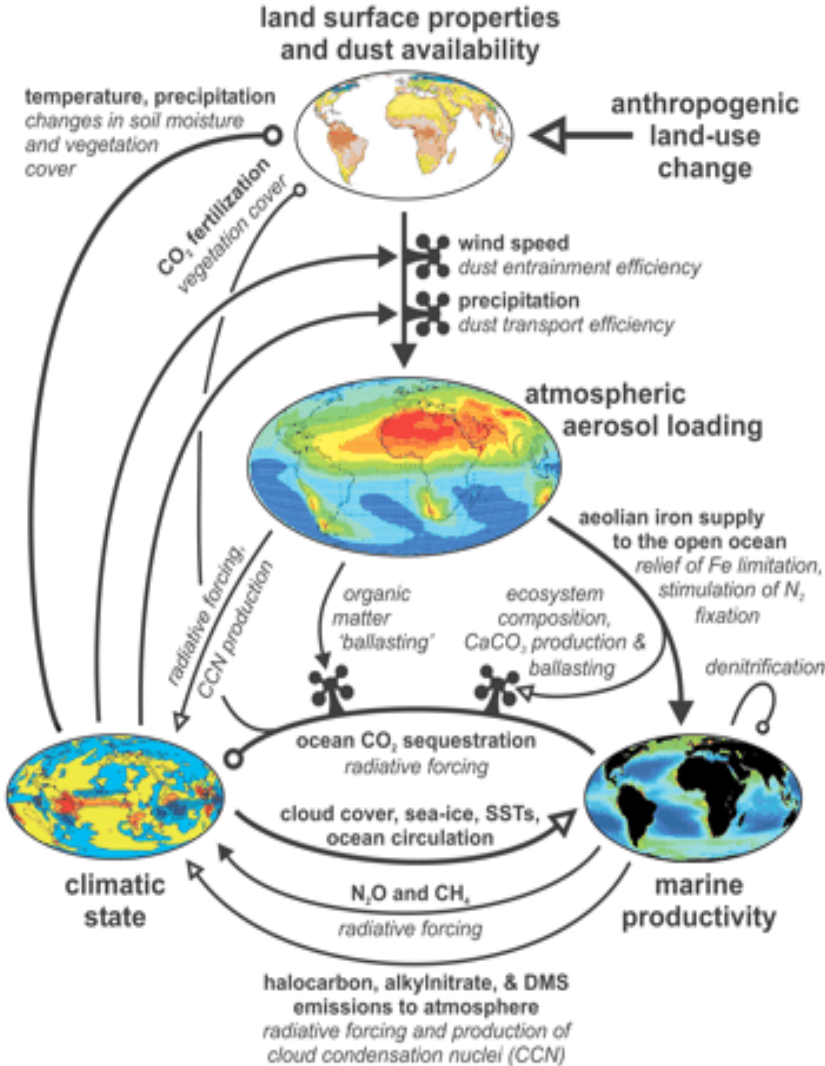 land surface properties
and dust availability
temperature, precipitation
changes in soil moisture
and vegetation
cover
anthropogenic
land-use
change
CO₂ fertilization
vegetation cover
wind speed
dust entrainment efficiency
precipitation
dust transport efficiency
atmospheric
aerosol loading
aeolian iron supply
to the open ocean
relief of Fe limitation,
stimulation of N₂
fixation
radiative forcing,
CCN production
organic
matter
'ballasting'
ecosystem
composition,
CaCO₃ production &
ballasting
denitrification
ocean CO₂ sequestration
radiative forcing
cloud cover, sea-ice, SSTs,
ocean circulation
climatic
state
N₂O and CH₄
radiative forcing
marine
productivity
halocarbon, alkylnitrate, & DMS
emissions to atmosphere
radiative forcing and production of
cloud condensation nuclei (CCN)